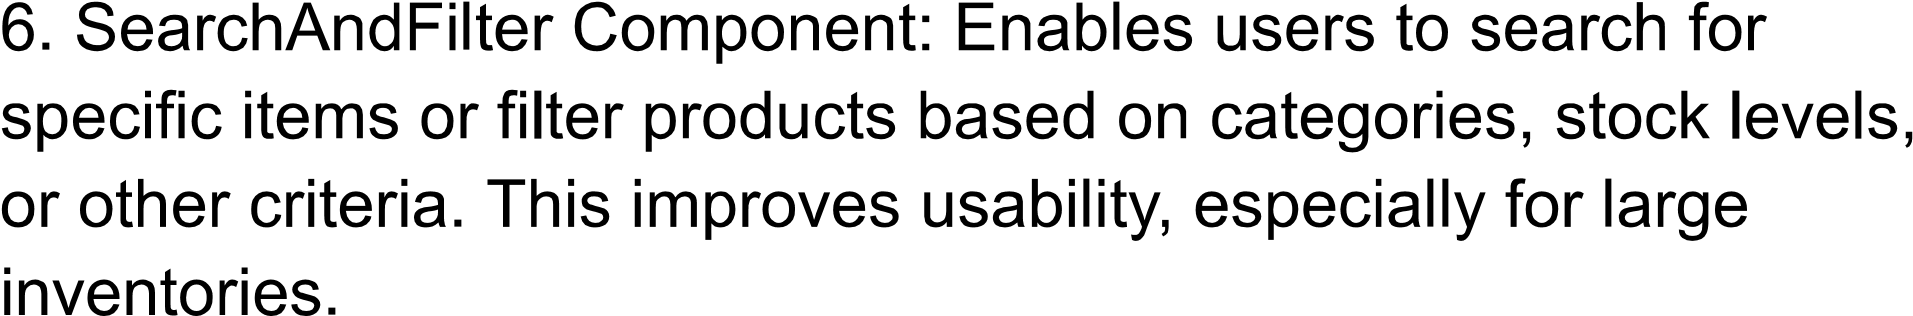 6. SearchAndFilter Component: Enables users to search for
specific items or filter products based on categories, stock levels,
or other criteria. This improves usability, especially for large
inventories.